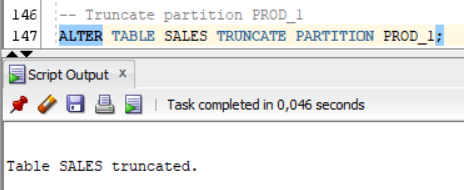 146 -- Truncate partition PROD_1
147 ALTER TABLE SALES TRUNCATE PARTITION PROD_1;
Script Output x
Task completed in 0,046 seconds
Table SALES truncated.